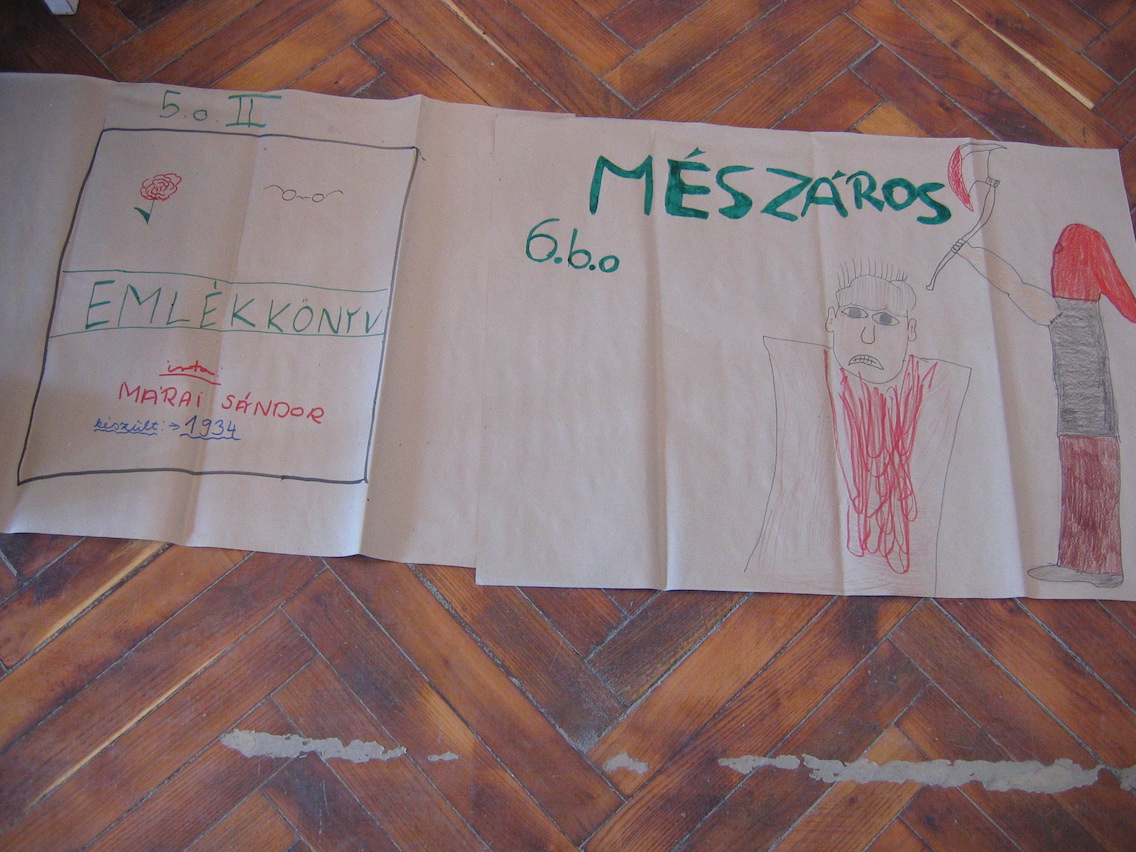 5.o. II
EMLÉKKÖNYV
írta:
MÁRAI SÁNDOR
készült: → 1934
MÉSZÁROS
6.b.o